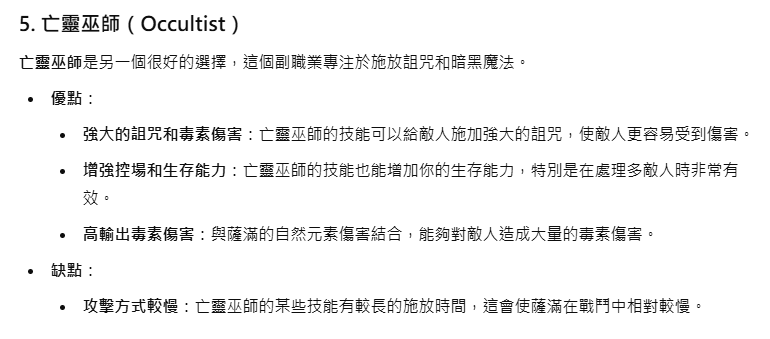 5. 亡靈巫師（Occultist）
亡靈巫師是另一個很好的選擇，這個副職業專注於施放詛咒和暗黑魔法。
• 優點：
• 強大的詛咒和毒素傷害：亡靈巫師的技能可以給敵人施加強大的詛咒，使敵人更容易受到傷害。
• 增強控場和生存能力：亡靈巫師的技能也能增加你的生存能力，特別是在處理多敵人時非常有
效。
• 高輸出毒素傷害：與薩滿的自然元素傷害結合，能夠對敵人造成大量的毒素傷害。
• 缺點：
• 攻擊方式較慢：亡靈巫師的某些技能有較長的施放時間，這會使薩滿在戰鬥中相對較慢。